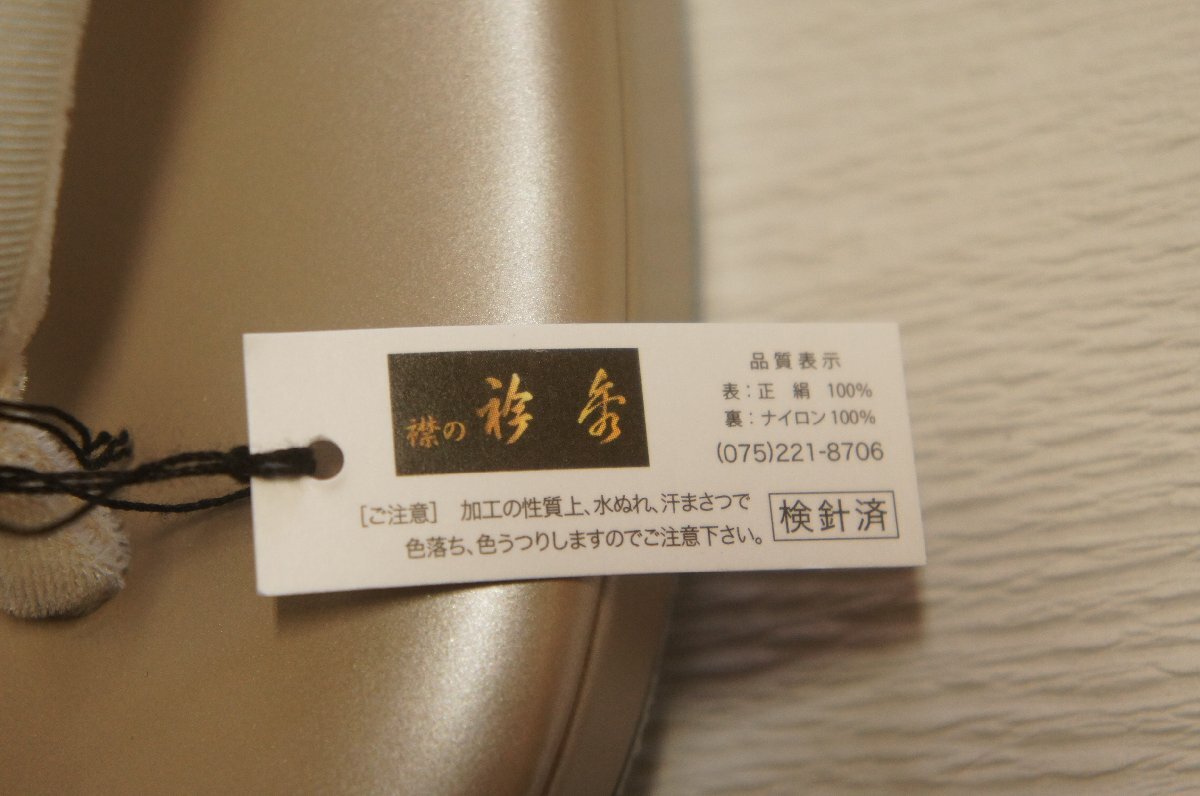 襟の 衿秀
品質表示
表：正 絹 100%
裏：ナイロン100%
(075)221-8706
［ご注意］ 加工の性質上、水ぬれ、汗まさつで
色落ち、色うつりしますのでご注意下さい。
検針済